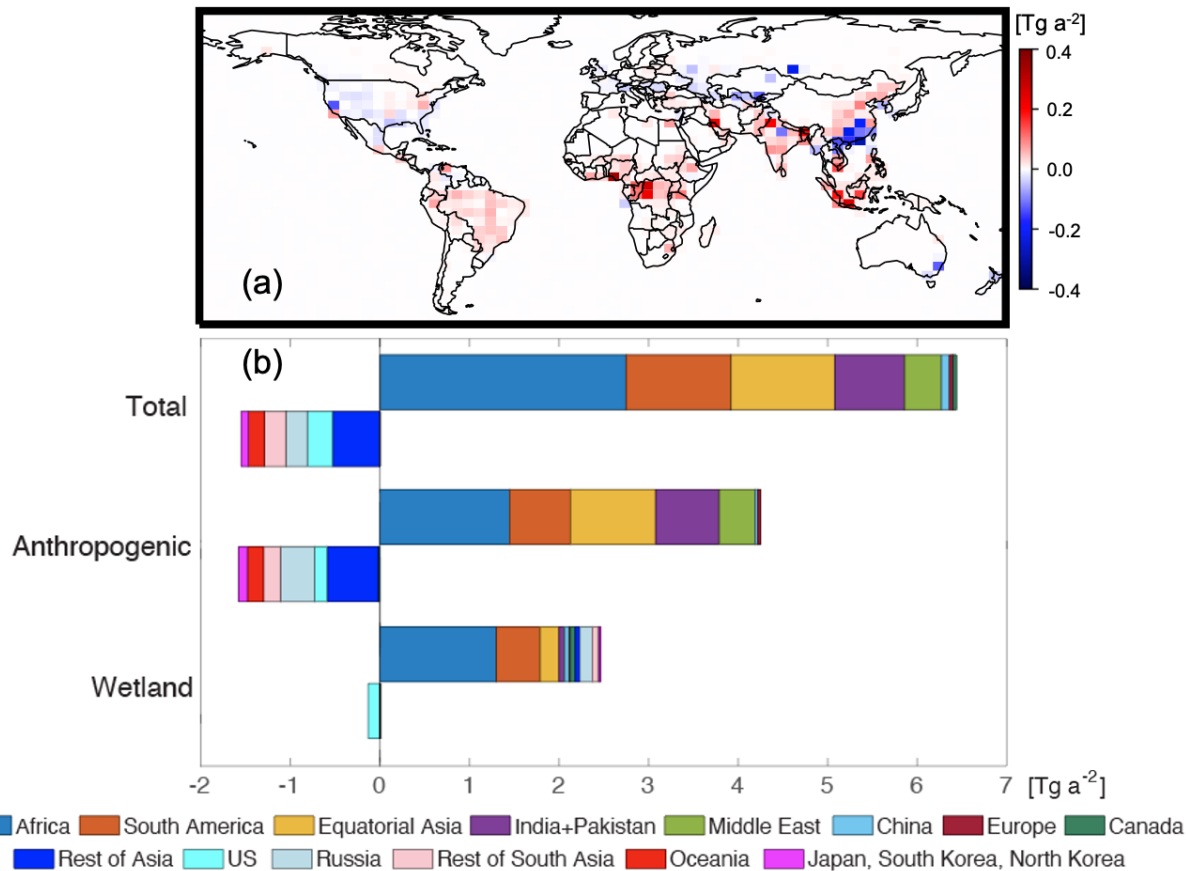 [Tg a-2]
0.4
0.2
0.0
-0.2
-0.4
(a)
(b)
Total
Anthropogenic
Wetland
-2 -1 0 1 2 3 4 5 6 7 [Tg a-2]
Africa South America Equatorial Asia India+Pakistan Middle East China Europe Canada
Rest of Asia US Russia Rest of South Asia Oceania Japan, South Korea, North Korea